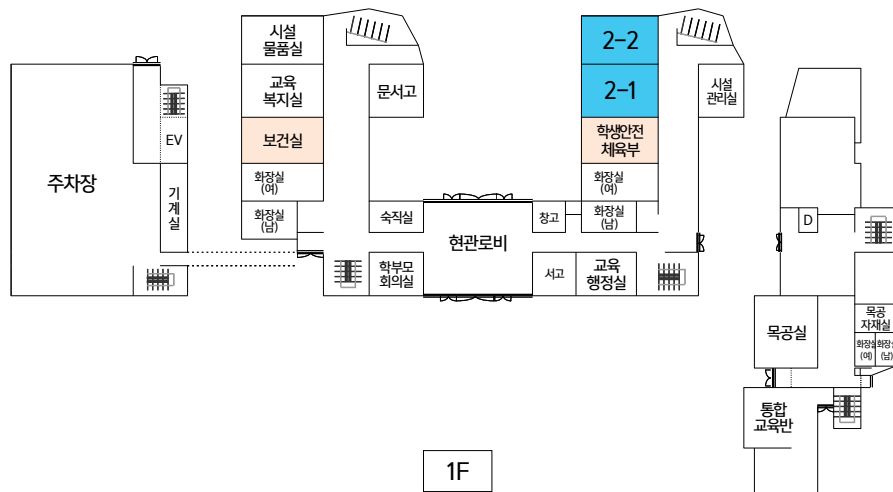 시설
물품실
2-2
교육
복지실
문서고
2-1
시설
관리실
EV
보건실
학생안전
체육부
주차장
기
계
실
화장실
(여)
화장실
(여)
화장실
(남)
숙직실
현관로비
창고
화장실
(남)
D
학부모
회의실
서고
교육
행정실
목공실
목공
자재실
화장실
(여)
화장실
(남)
통합
교육반
1F